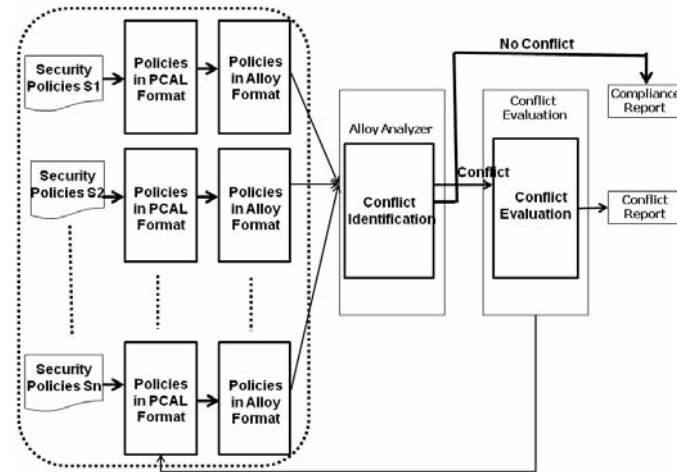 Security
Policies S1
Policies
in PCAL
Format
Policies
in Alloy
Format
No Conflict
Compliance
Report
Conflict
Evaluation
Alloy Analyzer
Security
Policies S2
Policies
in PCAL
Format
Policies
in Alloy
Format
Conflict
Identification
Conflict
Conflict
Evaluation
Conflict
Report
Security
Policies Sn
Policies
in PCAL
Format
Policies
in Alloy
Format